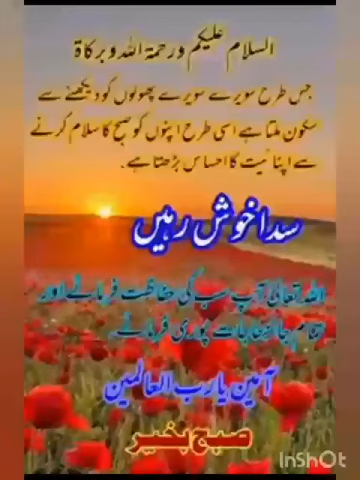 السلام علیکم ورحمۃ اللہ وبرکاۃ
جس طرح سویرے سویرے پھولوں کو دیکھنے سے
سکون ملتا ہے اسی طرح اپنوں کو صبح کا سلام کرنے
سے اپنائیت کا احساس بڑھتا ہے۔
سدا خوش رہیں
اللہ تعالیٰ آپ سب کی حفاظت فرمائے اور
تمام جائز حاجات پوری فرمائے۔
آمین یارب العالمین
صبح بخیر
InShOt